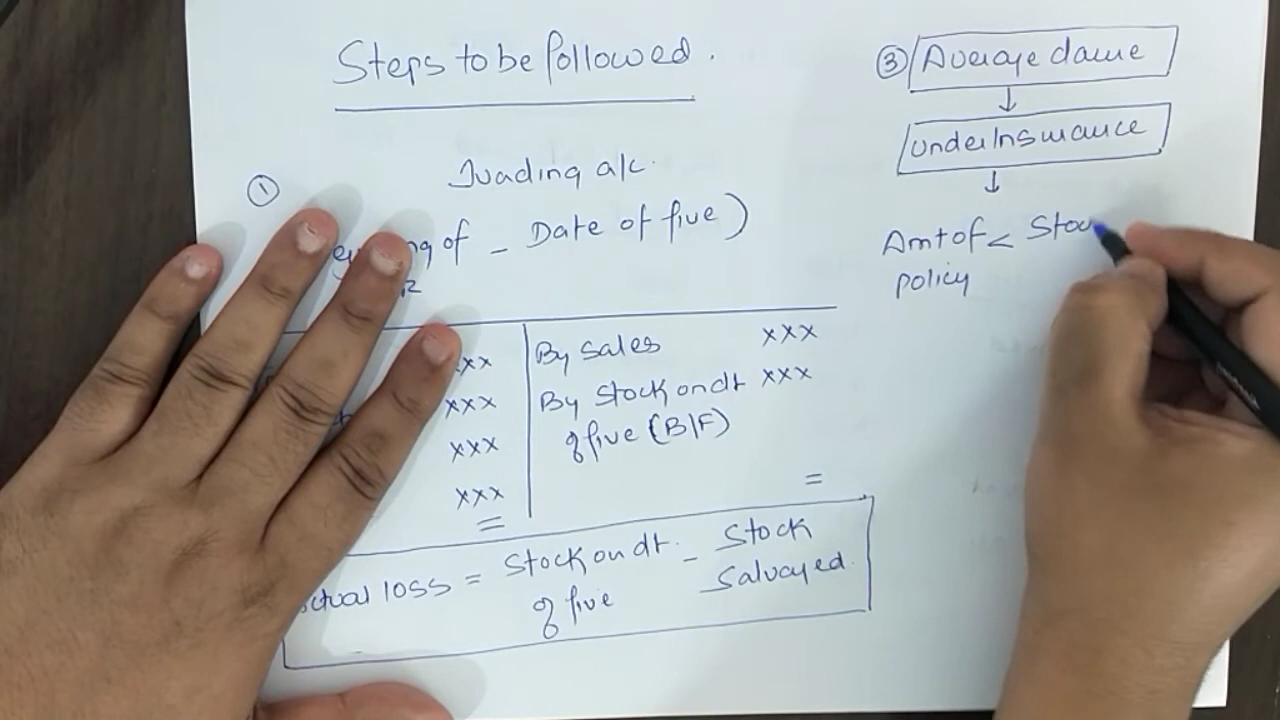 Steps to be followed.
①
Trading a/c.
of - Date of fire)
xxx
xxx
xxx
xxx
=
By Sales xxx
By Stock on dt xxx
of fire (B/F)
=
ctual loss = Stock on dt. - Stock
of fire Salvaged.
③ Average clause
↓
Under Insurance
↓
Amt of < Stoc
policy